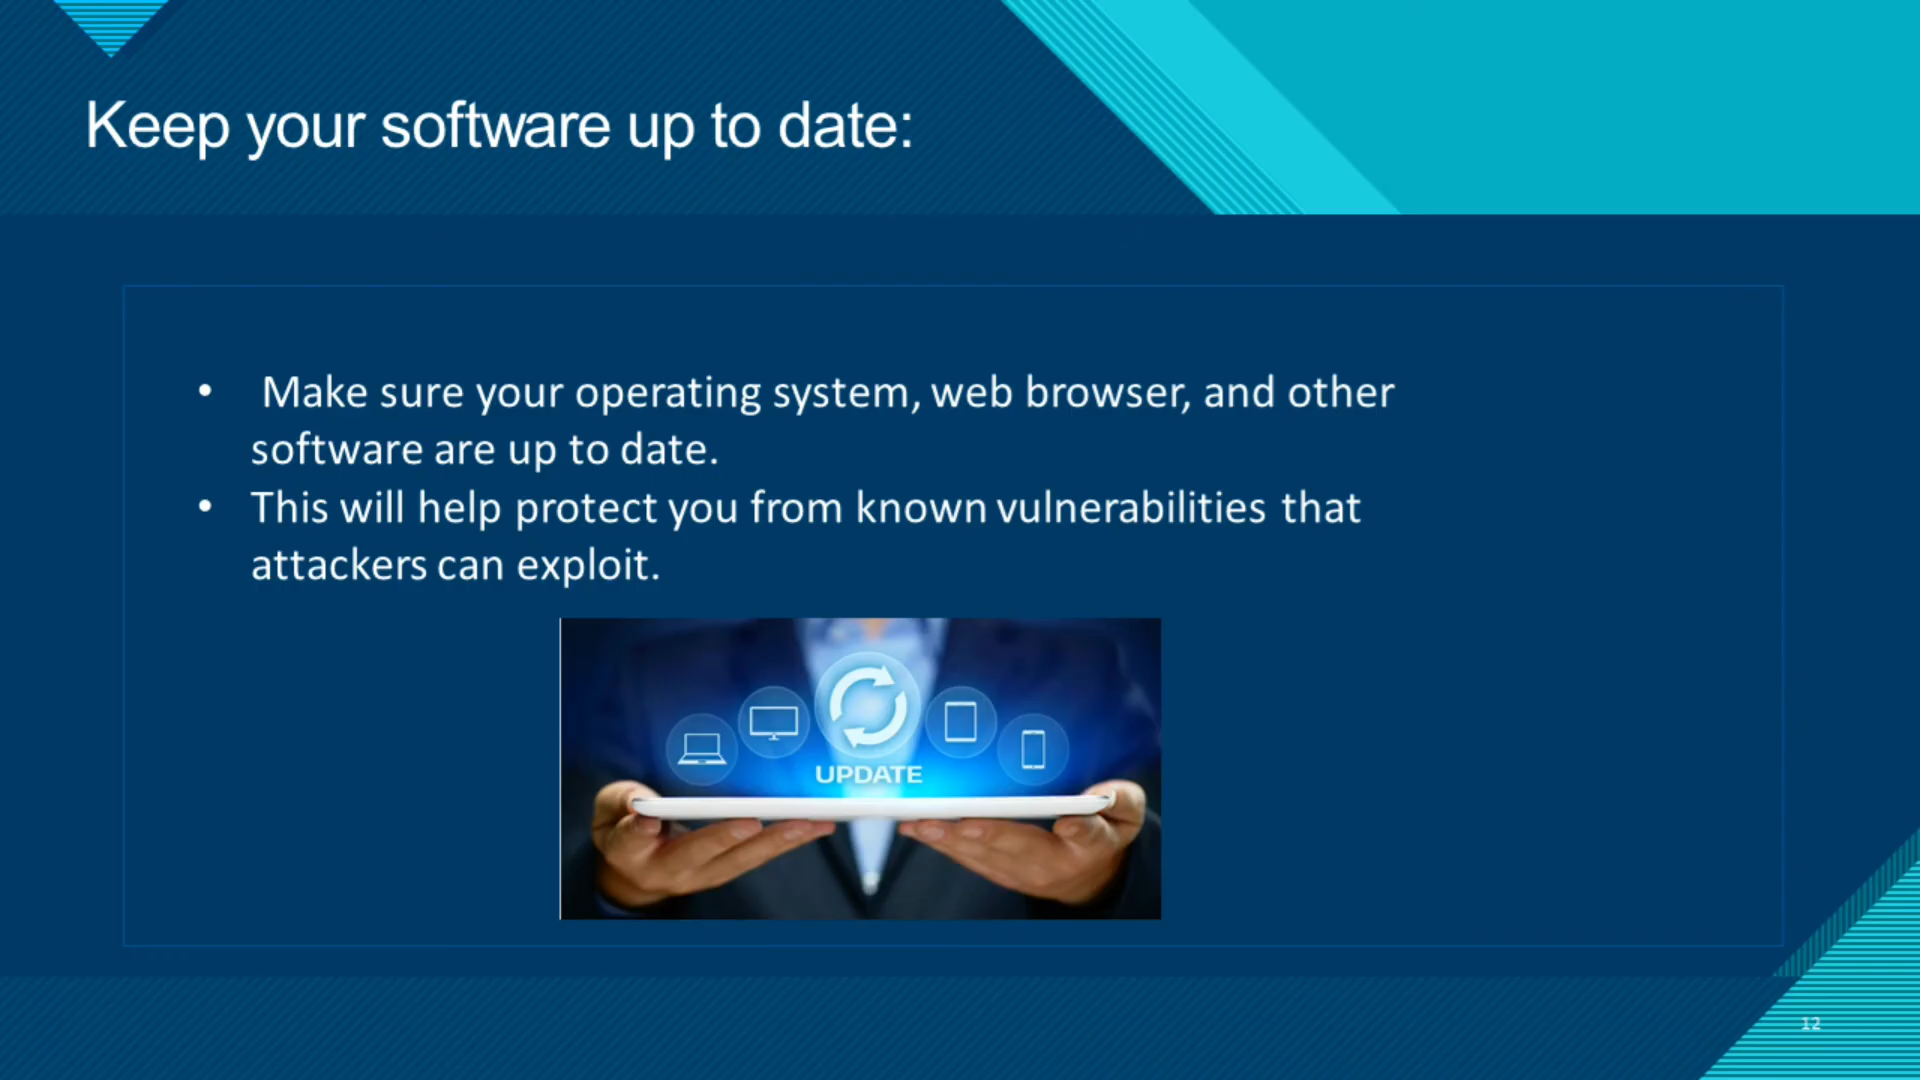 Keep your software up to date:
• Make sure your operating system, web browser, and other
software are up to date.
• This will help protect you from known vulnerabilities that
attackers can exploit.
UPDATE
12